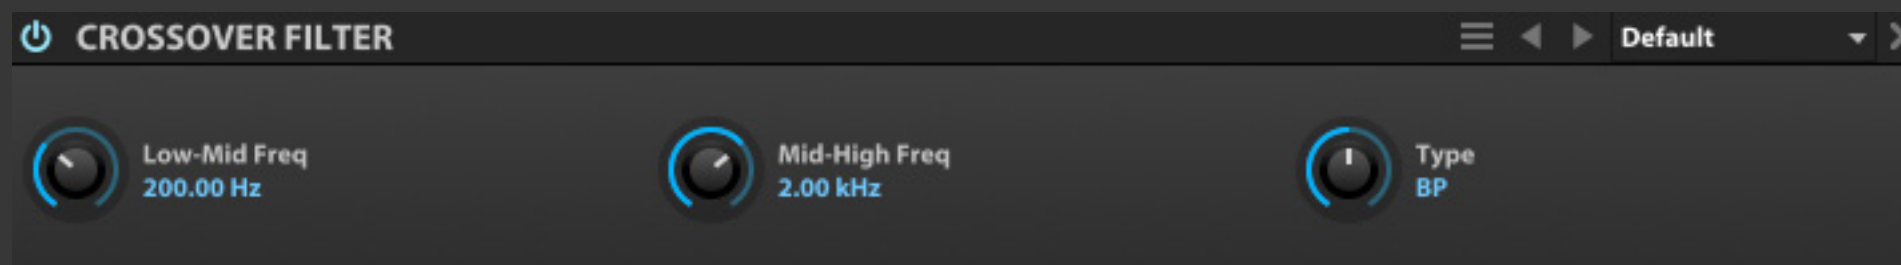 CROSSOVER FILTER
Default
Low-Mid Freq
200.00 Hz
Mid-High Freq
2.00 kHz
Type
BP